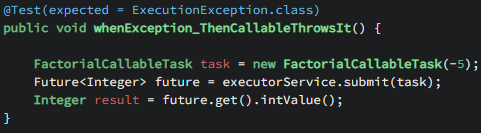 @Test(expected = ExecutionException.class)
public void whenException_ThenCallableThrowsIt() {
FactorialCallableTask task = new FactorialCallableTask(-5);
Future<Integer> future = executorService.submit(task);
Integer result = future.get().intValue();
}